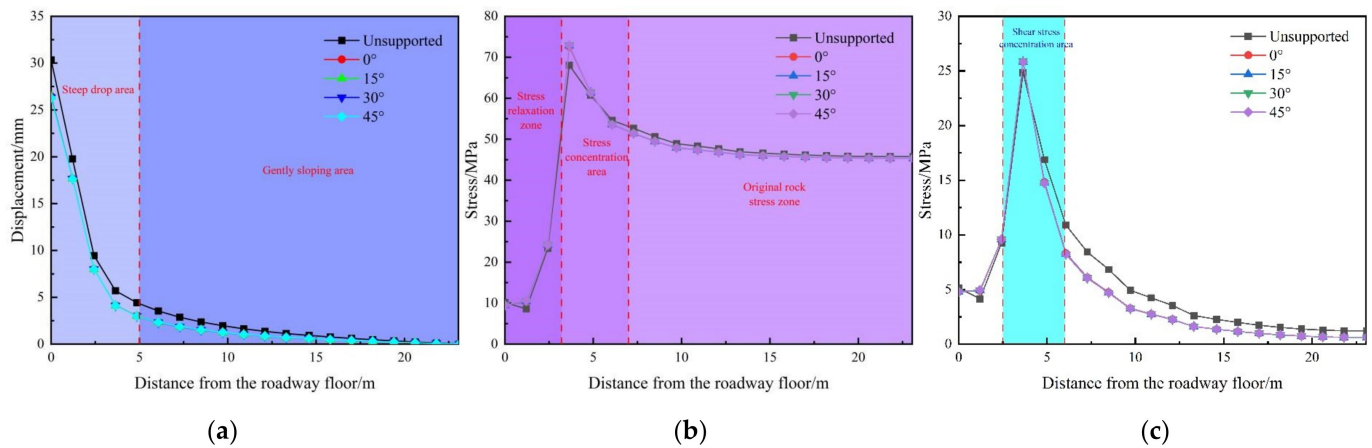 35
30
25
20
15
10
5
0
Displacement/mm
Steep drop area
Gently sloping area
Unsupported
0°
15°
30°
45°
0
5
10
15
20
Distance from the roadway floor/m
(a)
80
70
60
50
40
30
20
10
0
Stress/MPa
Stress
relaxation
zone
Stress
concentration
area
Original rock
stress zone
Unsupported
0°
15°
30°
45°
0
5
10
15
20
Distance from the roadway floor/m
(b)
30
25
20
15
10
5
0
Stress/MPa
Shear stress
concentration area
Unsupported
0°
15°
30°
45°
0
5
10
15
20
Distance from the roadway floor/m
(c)